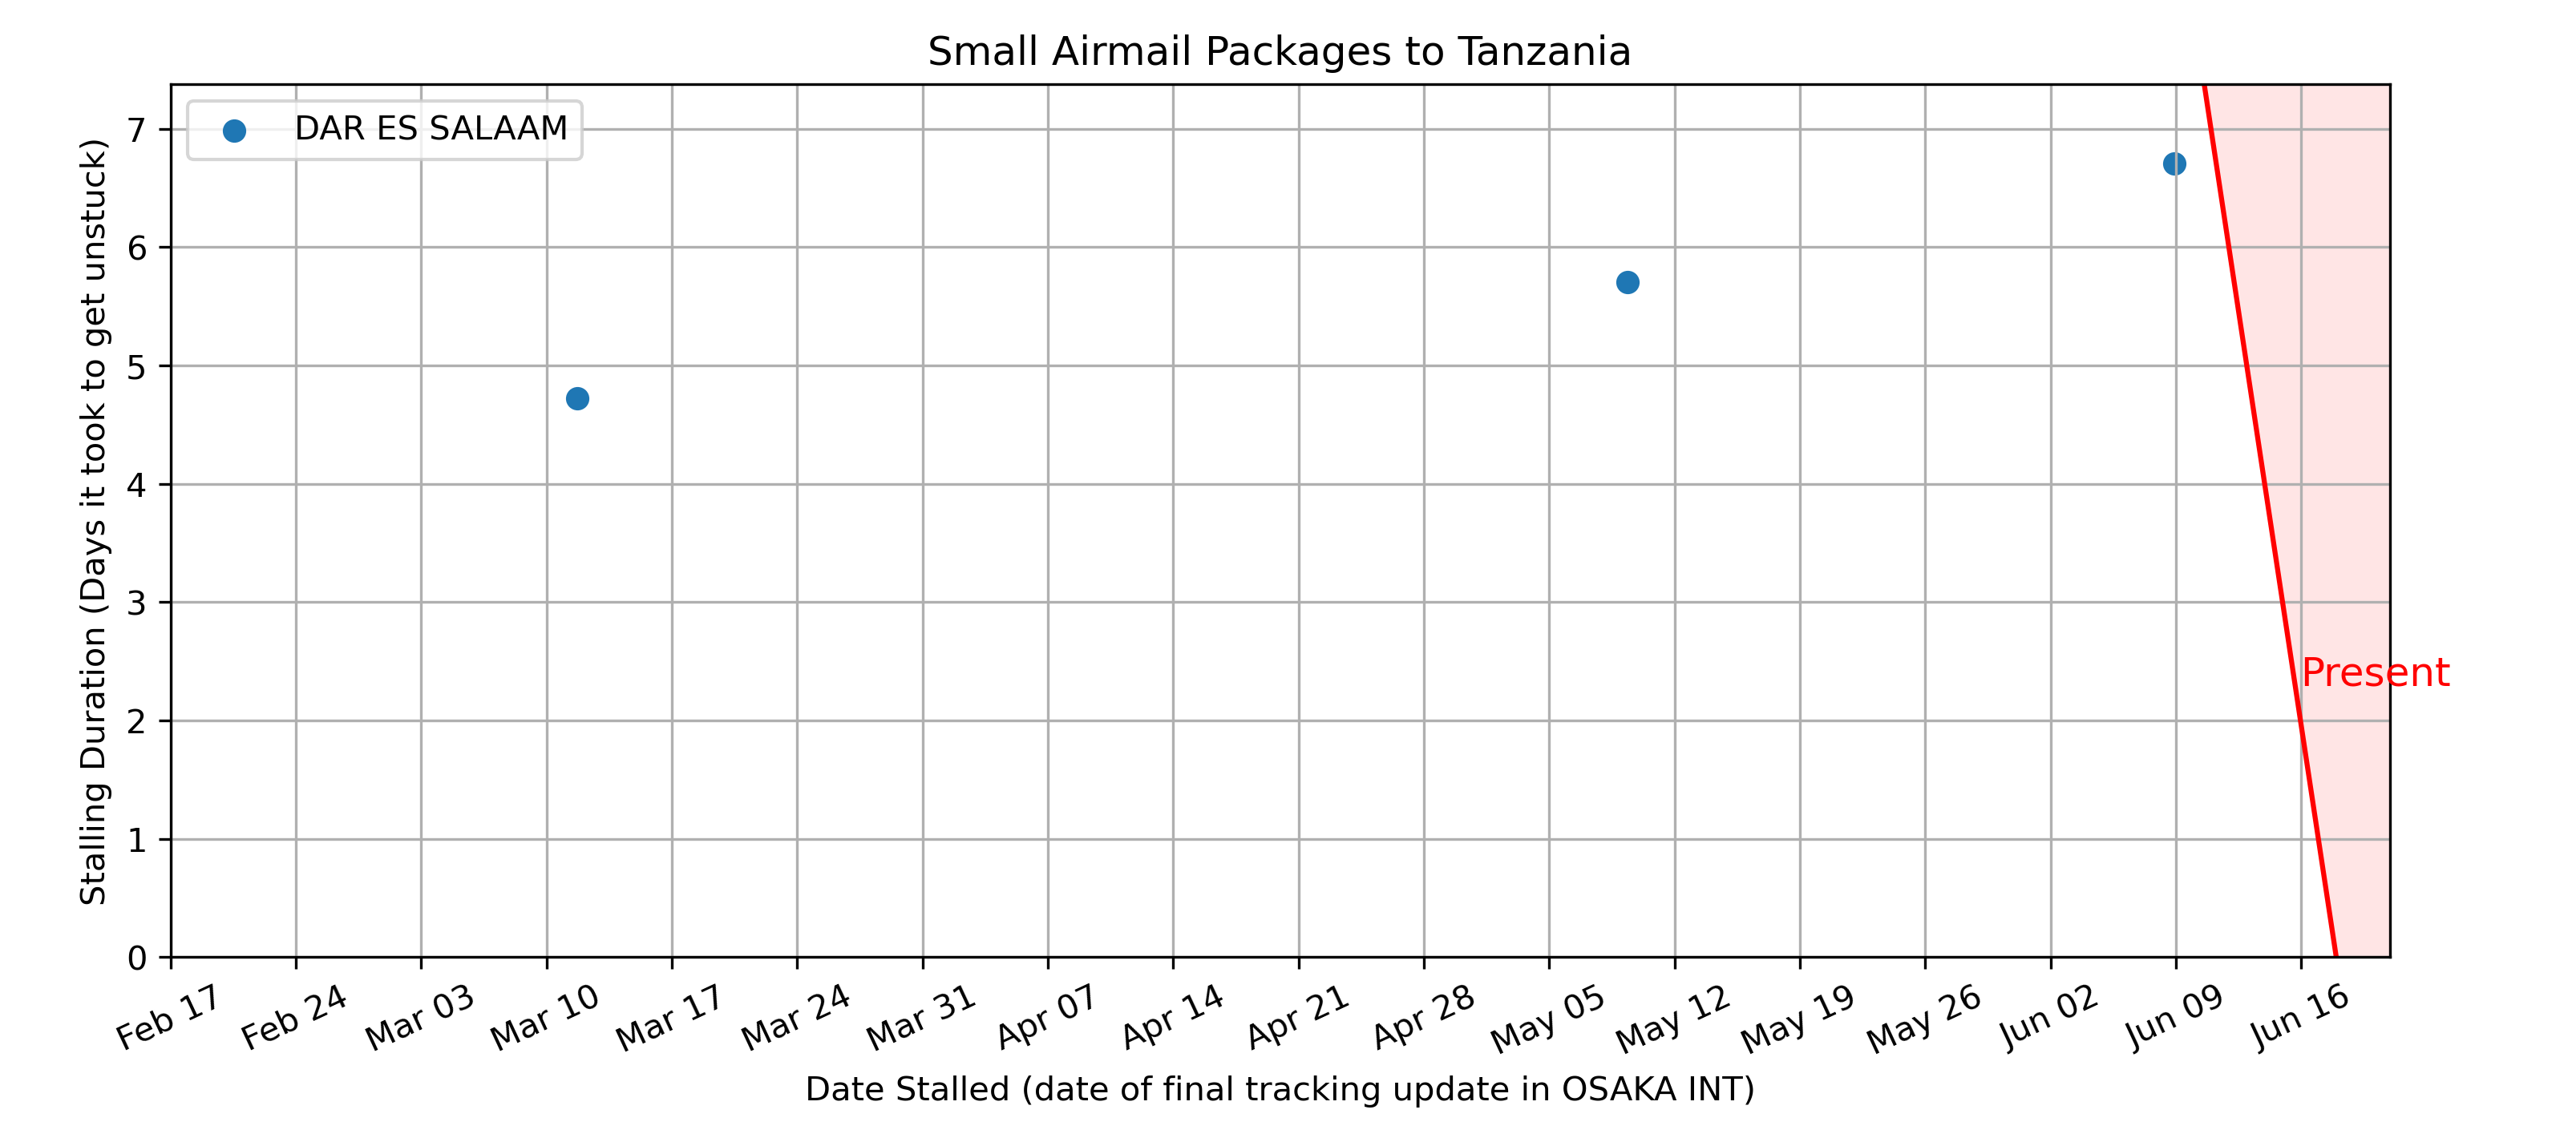 Small Airmail Packages to Tanzania
DAR ES SALAAM
Stalling Duration (Days it took to get unstuck)
7
6
5
4
3
2
1
0
Present
Feb 17
Feb 24
Mar 03
Mar 10
Mar 17
Mar 24
Mar 31
Apr 07
Apr 14
Apr 21
Apr 28
May 05
May 12
May 19
May 26
Jun 02
Jun 09
Jun 16
Date Stalled (date of final tracking update in OSAKA INT)